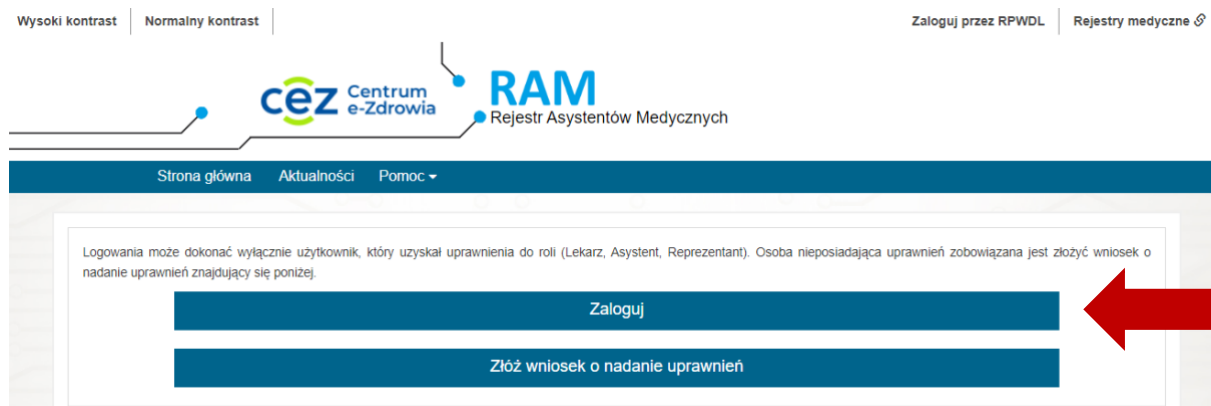 Wysoki kontrast Normalny kontrast Zaloguj przez RPWDL Rejestry medyczne
cez Centrum e-Zdrowia
RAM
Rejestr Asystentów Medycznych
Strona główna Aktualności Pomoc
Logowania może dokonać wyłącznie użytkownik, który uzyskał uprawnienia do roli (Lekarz, Asystent, Reprezentant). Osoba nieposiadająca uprawnień zobowiązana jest złożyć wniosek o
nadanie uprawnień znajdujący się poniżej.
Zaloguj
Złóż wniosek o nadanie uprawnień